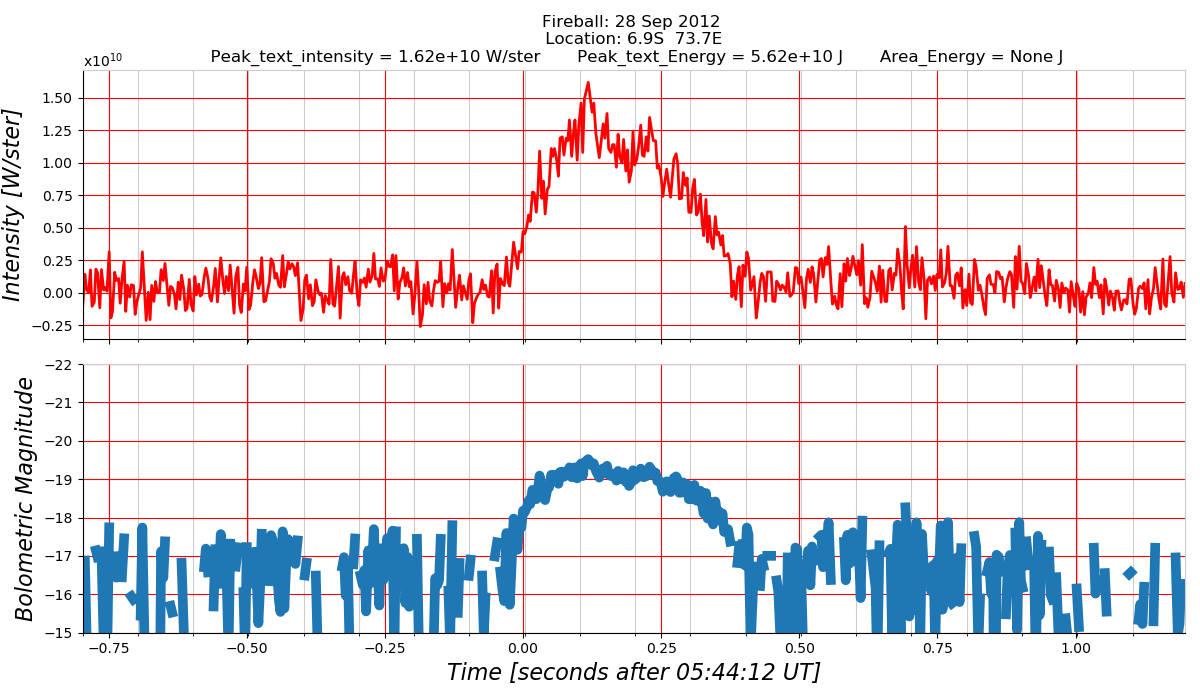 Fireball: 28 Sep 2012
Location: 6.9S 73.7E
Peak_text_intensity = 1.62e+10 W/ster Peak_text_Energy = 5.62e+10 J Area_Energy = None J
x10¹⁰
1.50
1.25
1.00
0.75
0.50
0.25
0.00
−0.25
Intensity [W/ster]
−22
−21
−20
−19
−18
−17
−16
−15
Bolometric Magnitude
−0.75 −0.50 −0.25 0.00 0.25 0.50 0.75 1.00
Time [seconds after 05:44:12 UT]